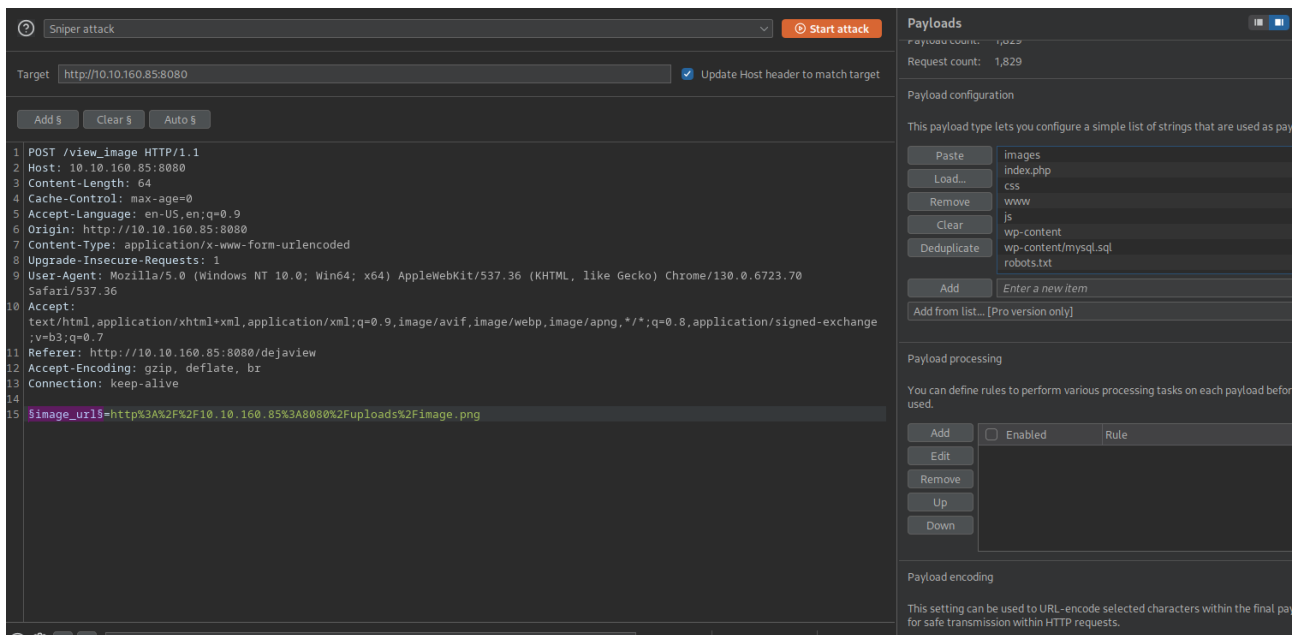 Sniper attack
Start attack
Target http://10.10.160.85:8080
Update Host header to match target
Add §
Clear §
Auto §
1 POST /view_image HTTP/1.1
2 Host: 10.10.160.85:8080
3 Content-Length: 64
4 Cache-Control: max-age=0
5 Accept-Language: en-US,en;q=0.9
6 Origin: http://10.10.160.85:8080
7 Content-Type: application/x-www-form-urlencoded
8 Upgrade-Insecure-Requests: 1
9 User-Agent: Mozilla/5.0 (Windows NT 10.0; Win64; x64) AppleWebKit/537.36 (KHTML, like Gecko) Chrome/130.0.6723.70
Safari/537.36
10 Accept:
text/html,application/xhtml+xml,application/xml;q=0.9,image/avif,image/webp,image/apng,*/*;q=0.8,application/signed-exchange
;v=b3;q=0.7
11 Referer: http://10.10.160.85:8080/dejaview
12 Accept-Encoding: gzip, deflate, br
13 Connection: keep-alive
14
15 §image_url§=http%3A%2F%2F10.10.160.85%3A8080%2Fuploads%2Fimage.png
Payloads
Payload count: 1,829
Request count: 1,829
Payload configuration
This payload type lets you configure a simple list of strings that are used as pay
Paste
Load...
Remove
Clear
Deduplicate
images
index.php
css
www
js
wp-content
wp-content/mysql.sql
robots.txt
Add
Enter a new item
Add from list... [Pro version only]
Payload processing
You can define rules to perform various processing tasks on each payload befor
used.
Add
Edit
Remove
Up
Down
Enabled
Rule
Payload encoding
This setting can be used to URL-encode selected characters within the final pay
for safe transmission within HTTP requests.